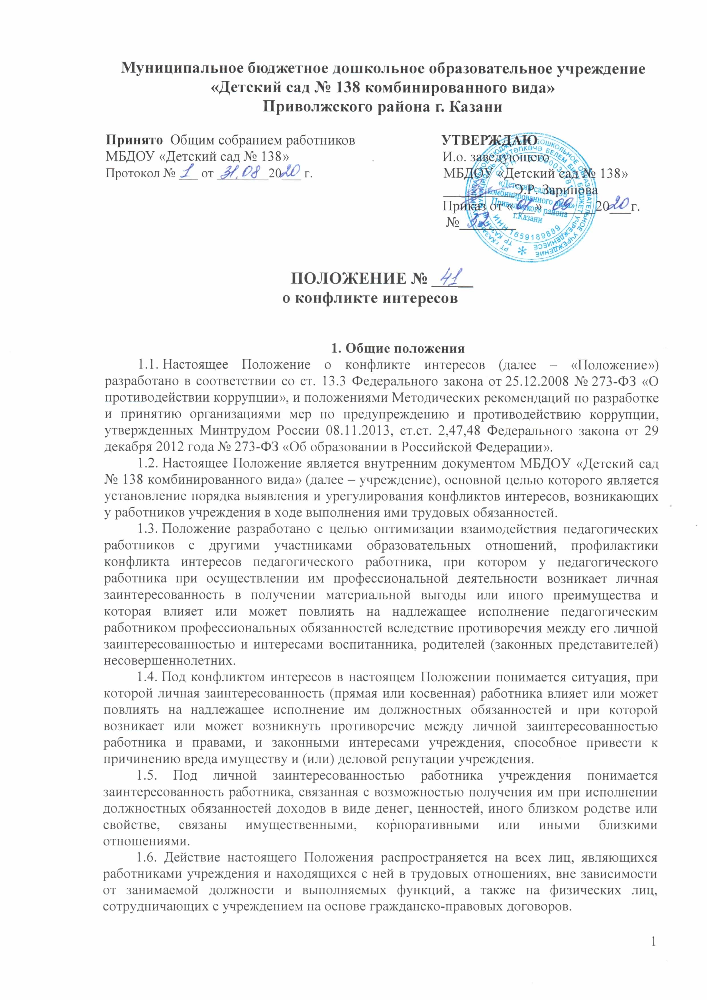 Муниципальное бюджетное дошкольное образовательное учреждение
«Детский сад № 138 комбинированного вида»
Приволжского района г. Казани
Принято Общим собранием работников
МБДОУ «Детский сад № 138»
Протокол № 1 от 31.08 2020 г.
УТВЕРЖДАЮ
И.о. заведующего
МБДОУ «Детский сад № 138»
Э.Р. Зарипова
Приказ от «01» 09 2020 г.
№ 52
«Детский сад № 138
комбинированного вида»
Приволжского района
г.Казани
ИНН 1659189889
ПОЛОЖЕНИЕ № 41
о конфликте интересов
1. Общие положения
1.1. Настоящее Положение о конфликте интересов (далее – «Положение»)
разработано в соответствии со ст. 13.3 Федерального закона от 25.12.2008 № 273-ФЗ «О
противодействии коррупции», и положениями Методических рекомендаций по разработке
и принятию организациями мер по предупреждению и противодействию коррупции,
утвержденных Минтрудом России 08.11.2013, ст.ст. 2,47,48 Федерального закона от 29
декабря 2012 года № 273-ФЗ «Об образовании в Российской Федерации».
1.2. Настоящее Положение является внутренним документом МБДОУ «Детский сад
№ 138 комбинированного вида» (далее – учреждение), основной целью которого является
установление порядка выявления и урегулирования конфликтов интересов, возникающих
у работников учреждения в ходе выполнения ими трудовых обязанностей.
1.3. Положение разработано с целью оптимизации взаимодействия педагогических
работников с другими участниками образовательных отношений, профилактики
конфликта интересов педагогического работника, при котором у педагогического
работника при осуществлении им профессиональной деятельности возникает личная
заинтересованность в получении материальной выгоды или иного преимущества и
которая влияет или может повлиять на надлежащее исполнение педагогическим
работником профессиональных обязанностей вследствие противоречия между его личной
заинтересованностью и интересами воспитанника, родителей (законных представителей)
несовершеннолетних.
1.4. Под конфликтом интересов в настоящем Положении понимается ситуация, при
которой личная заинтересованность (прямая или косвенная) работника влияет или может
повлиять на надлежащее исполнение им должностных обязанностей и при которой
возникает или может возникнуть противоречие между личной заинтересованностью
работника и правами, и законными интересами учреждения, способное привести к
причинению вреда имуществу и (или) деловой репутации учреждения.
1.5. Под личной заинтересованностью работника учреждения понимается
заинтересованность работника, связанная с возможностью получения им при исполнении
должностных обязанностей доходов в виде денег, ценностей, иного близком родстве или
свойстве, связаны имущественными, корпоративными или иными близкими
отношениями.
1.6. Действие настоящего Положения распространяется на всех лиц, являющихся
работниками учреждения и находящихся с ней в трудовых отношениях, вне зависимости
от занимаемой должности и выполняемых функций, а также на физических лиц,
сотрудничающих с учреждением на основе гражданско-правовых договоров.
1